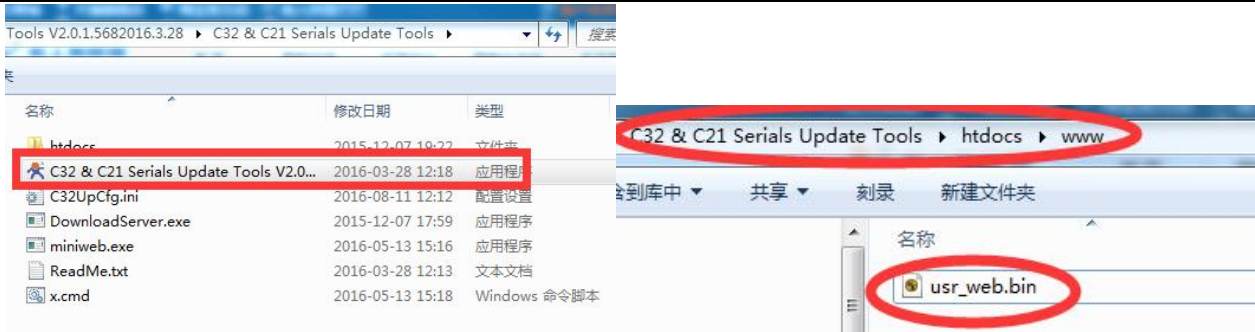 Tools V2.0.1.5682016.3.28 ▸ C32 & C21 Serials Update Tools ▸ 搜索
夹
名称 修改日期 类型
htdocs 2015-12-07 19:22 文件夹
C32 & C21 Serials Update Tools V2.0... 2016-03-28 12:18 应用程序
C32UpCfg.ini 2016-08-11 12:12 配置设置
DownloadServer.exe 2015-12-07 17:59 应用程序
miniweb.exe 2016-05-13 15:16 应用程序
ReadMe.txt 2016-03-28 12:13 文本文档
x.cmd 2016-05-13 15:18 Windows 命令脚本
C32 & C21 Serials Update Tools ▸ htdocs ▸ www
含到库中 共享 刻录 新建文件夹
名称
usr_web.bin